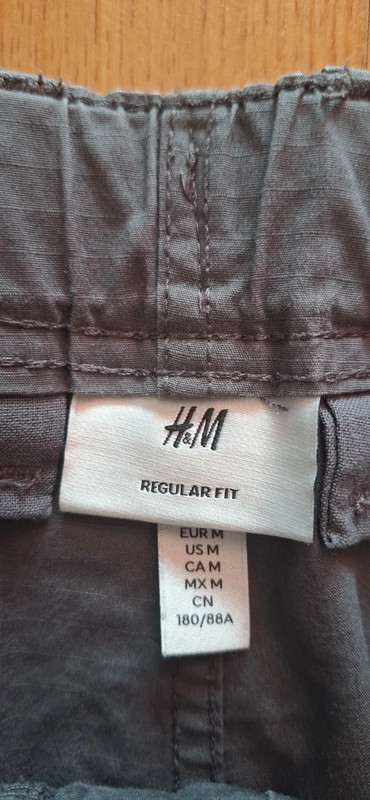 H&M
REGULAR FIT
EUR M
US M
CA M
MX M
CN
180/88A